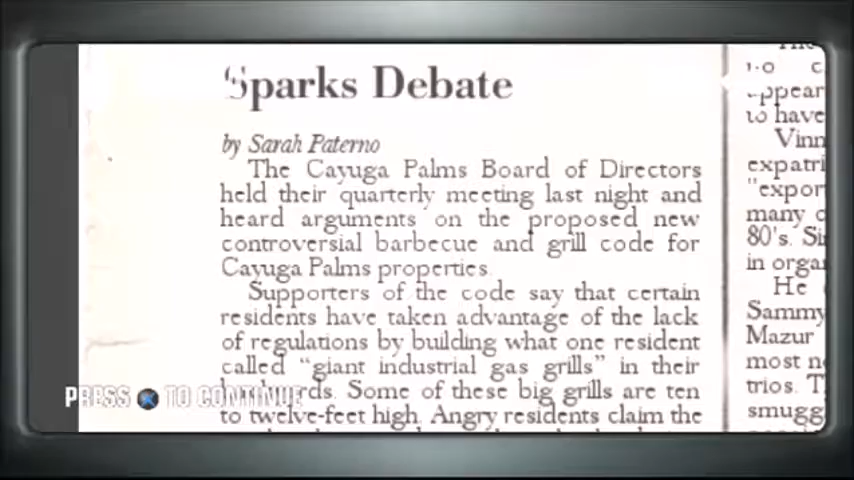 Sparks Debate
by Sarah Paterno
The Cayuga Palms Board of Directors
held their quarterly meeting last night and
heard arguments on the proposed new
controversial barbecue and grill code for
Cayuga Palms properties.
Supporters of the code say that certain
residents have taken advantage of the lack
of regulations by building what one resident
called “giant industrial gas grills” in their
Some of these big grills are ten
to twelve-feet high. Angry residents claim the
to have
Vinn
expatri
"expor
many
80's.
in organ
He
Sammy
Mazur
most
trios.
smugg
PRESS X TO CONTINUE